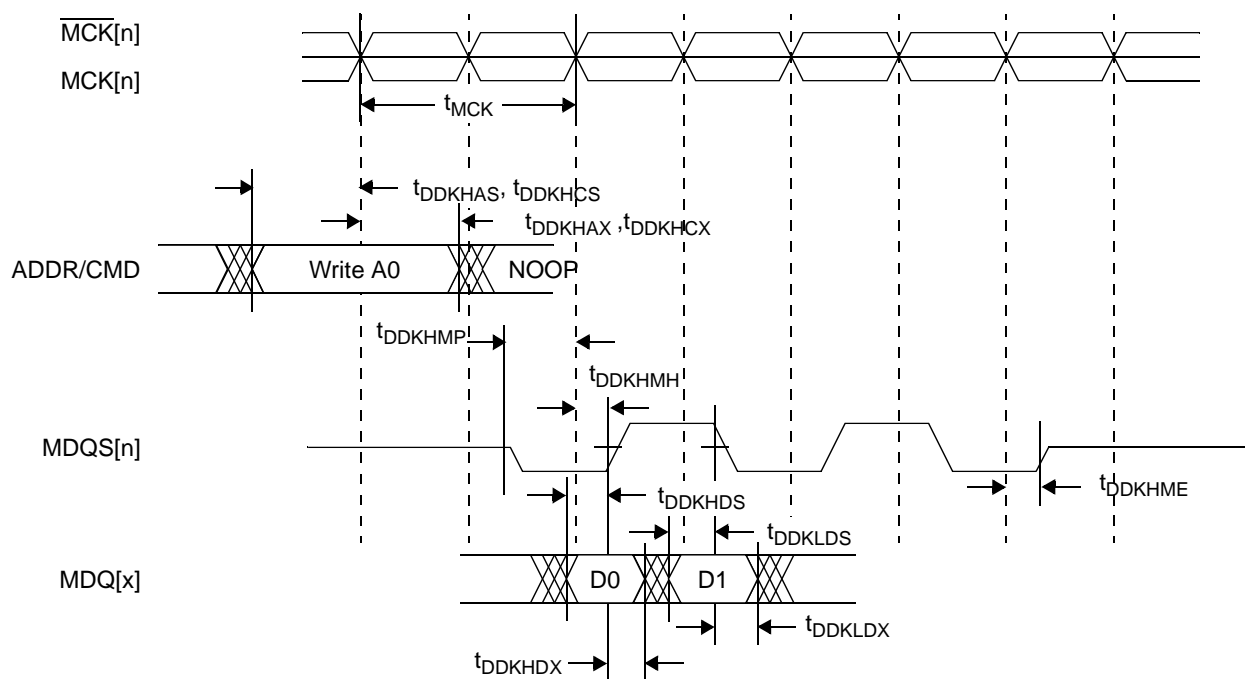 MCK[n]
MCK[n]
tMCK
tDDKHAS, tDDKHCS
tDDKHAX ,tDDKHCX
ADDR/CMD Write A0 NOOP
tDDKHMP
tDDKHMH
MDQS[n]
tDDKHDS
tDDKHME
tDDKLDS
MDQ[x] D0 D1
tDDKLDX
tDDKHDX